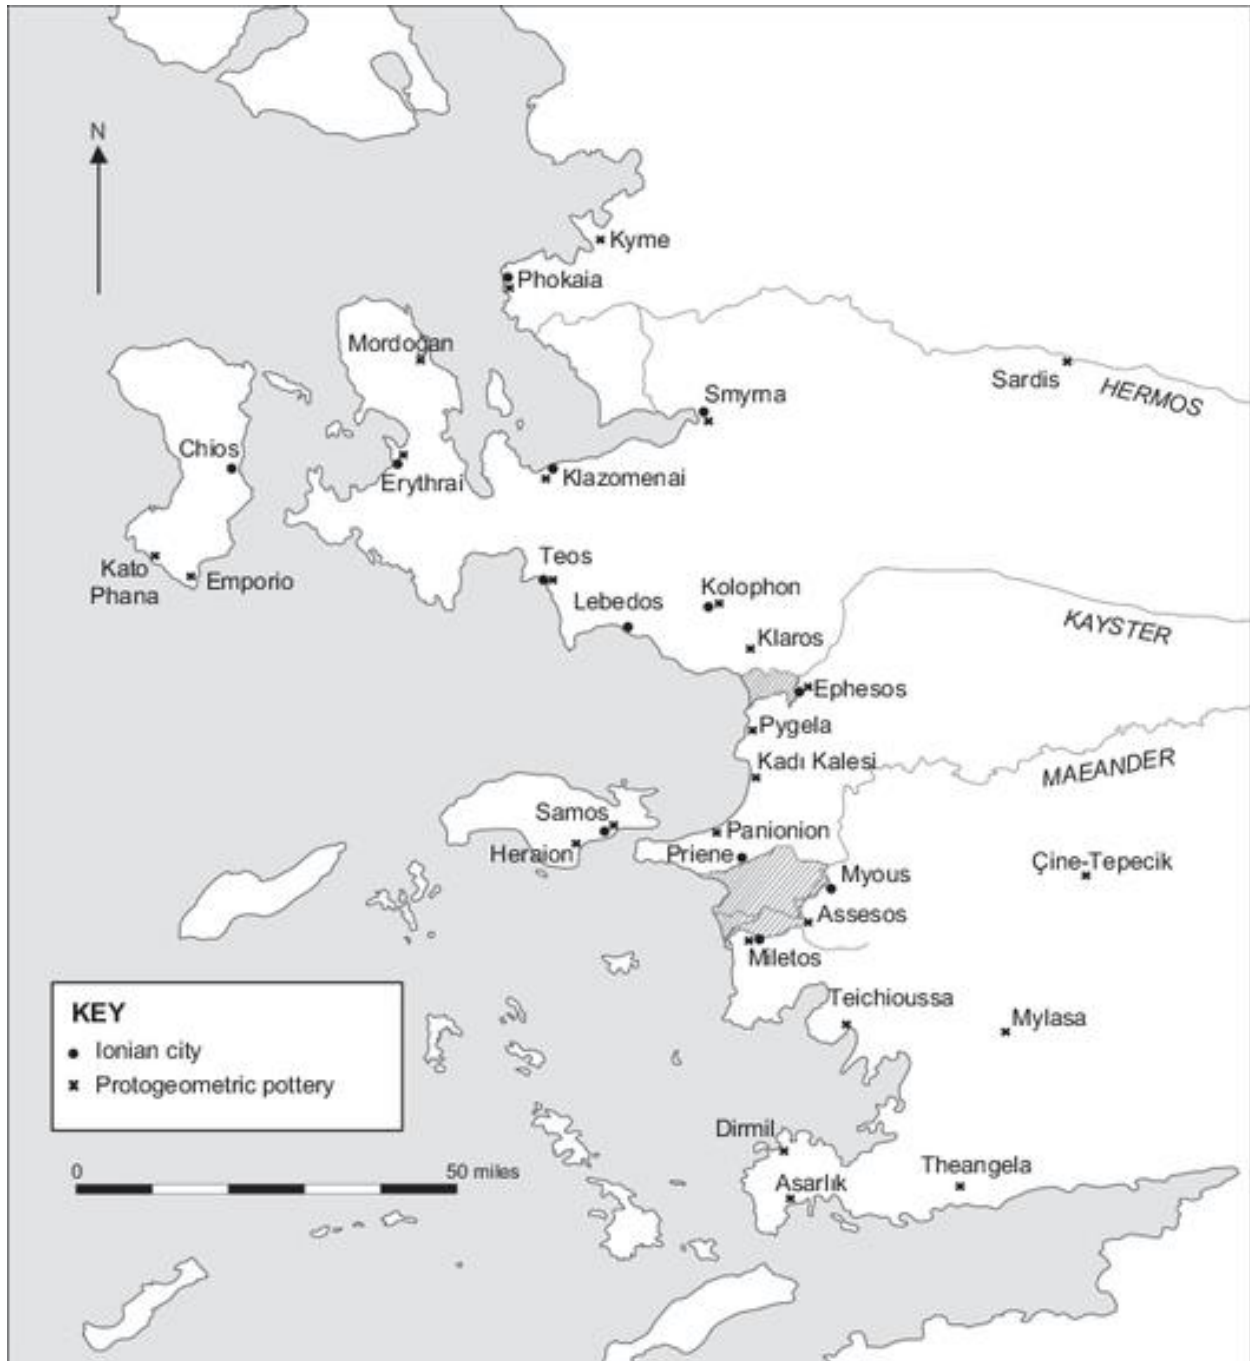 N
Kyme
Phokaia
Mordoğan
Sardis
HERMOS
Smyrna
Chios
Erythrai
Klazomenai
Kato
Phana
Emporio
Teos
Lebedos
Kolophon
Klaros
KAYSTER
Ephesos
Pygela
Kadı Kalesi
MAEANDER
Samos
Heraion
Panionion
Priene
Myous
Çine-Tepecik
Assesos
Miletos
Teichioussa
Mylasa
KEY
Ionian city
Protogeometric pottery
Dirmil
Asarlık
Theangela
0
50 miles